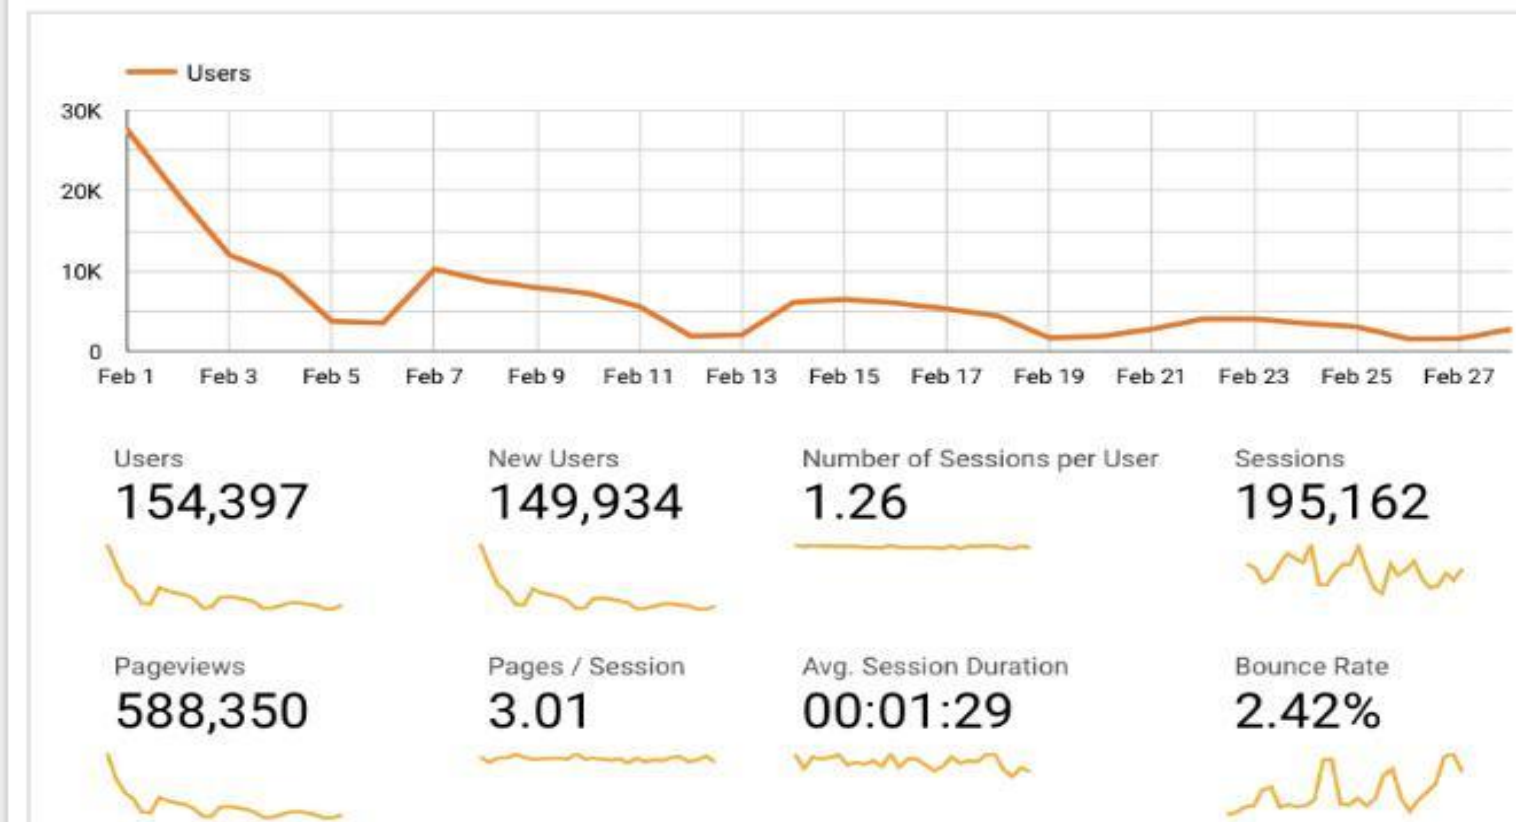 Users
30K
20K
10K
0
Feb 1 Feb 3 Feb 5 Feb 7 Feb 9 Feb 11 Feb 13 Feb 15 Feb 17 Feb 19 Feb 21 Feb 23 Feb 25 Feb 27
Users New Users Number of Sessions per User Sessions
154,397 149,934 1.26 195,162
Pageviews Pages / Session Avg. Session Duration Bounce Rate
588,350 3.01 00:01:29 2.42%